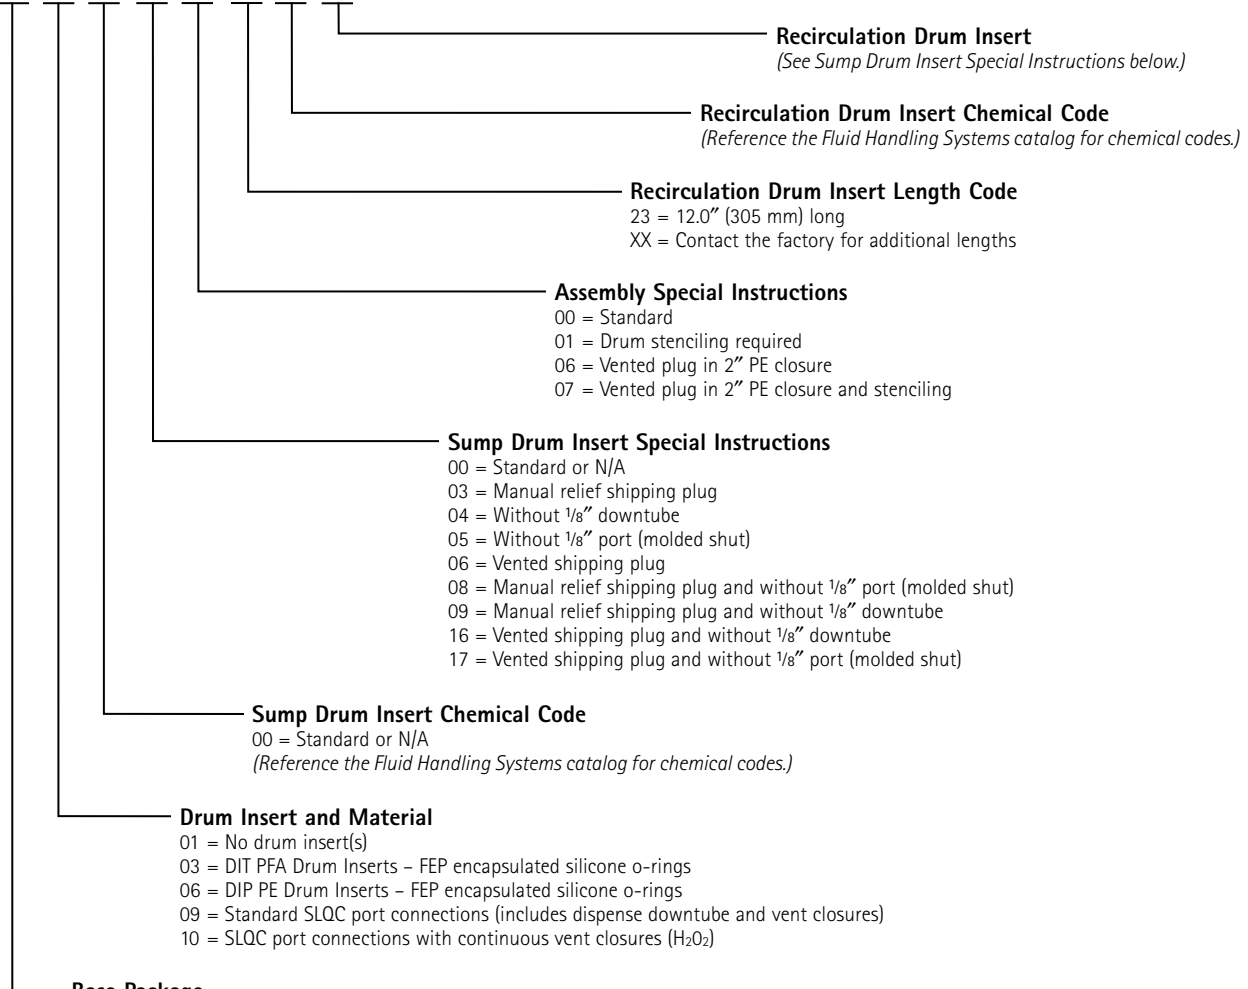 Recirculation Drum Insert
(See Sump Drum Insert Special Instructions below.)
Recirculation Drum Insert Chemical Code
(Reference the Fluid Handling Systems catalog for chemical codes.)
Recirculation Drum Insert Length Code
23 = 12.0″ (305 mm) long
XX = Contact the factory for additional lengths
Assembly Special Instructions
00 = Standard
01 = Drum stenciling required
06 = Vented plug in 2″ PE closure
07 = Vented plug in 2″ PE closure and stenciling
Sump Drum Insert Special Instructions
00 = Standard or N/A
03 = Manual relief shipping plug
04 = Without 1/8″ downtube
05 = Without 1/8″ port (molded shut)
06 = Vented shipping plug
08 = Manual relief shipping plug and without 1/8″ port (molded shut)
09 = Manual relief shipping plug and without 1/8″ downtube
16 = Vented shipping plug and without 1/8″ downtube
17 = Vented shipping plug and without 1/8″ port (molded shut)
Sump Drum Insert Chemical Code
00 = Standard or N/A
(Reference the Fluid Handling Systems catalog for chemical codes.)
Drum Insert and Material
01 = No drum insert(s)
03 = DIT PFA Drum Inserts – FEP encapsulated silicone o-rings
06 = DIP PE Drum Inserts – FEP encapsulated silicone o-rings
09 = Standard SLQC port connections (includes dispense downtube and vent closures)
10 = SLQC port connections with continuous vent closures (H₂O₂)
Base Package